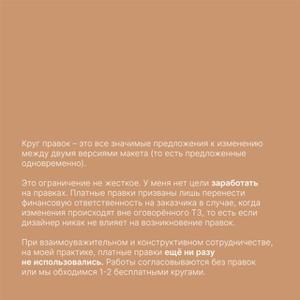 Круг правок – это все значимые предложения к изменению
между двумя версиями макета (то есть предложенные
одновременно).
Это ограничение не жесткое. У меня нет цели заработать
на правках. Платные правки призваны лишь перенести
финансовую ответственность на заказчика в случае, когда
изменения происходят вне оговорённого ТЗ, то есть если
дизайнер никак не влияет на возникновение правок.
При взаимоуважительном и конструктивном сотрудничестве,
на моей практике, платные правки ещё ни разу
не использовались. Работы согласовываются без правок
или мы обходимся 1-2 бесплатными кругами.